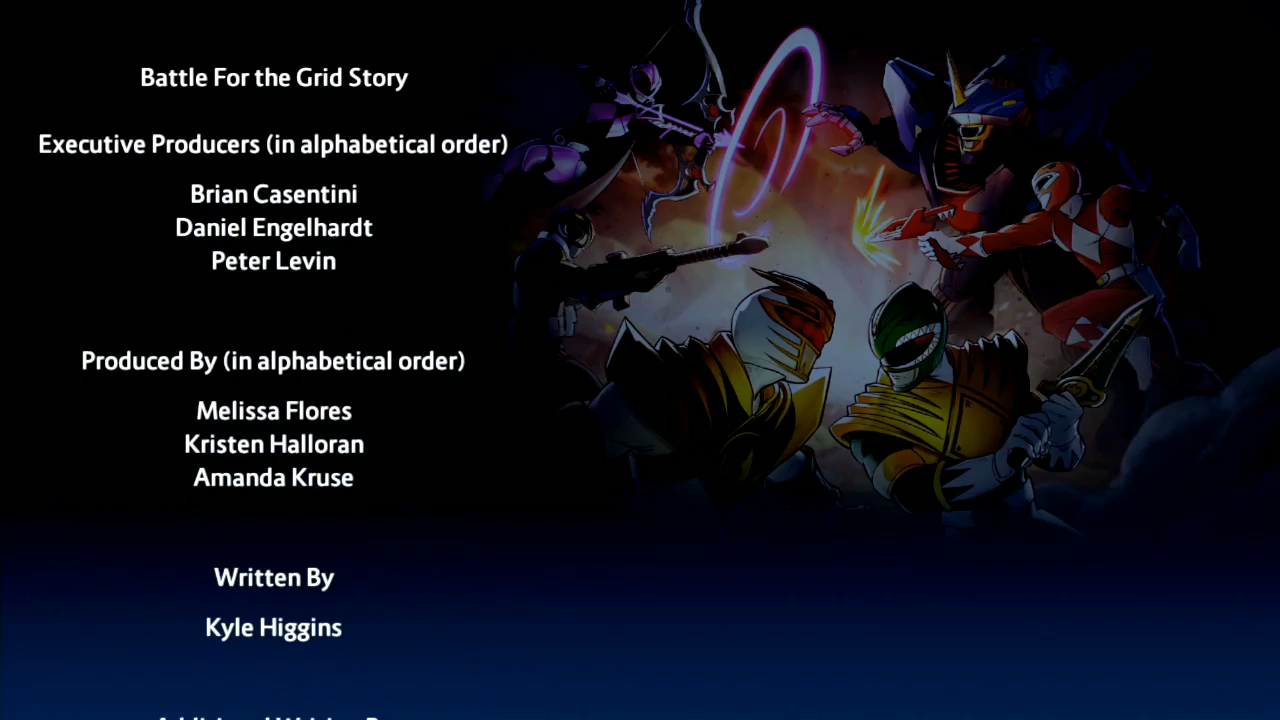 Battle For the Grid Story
Executive Producers (in alphabetical order)
Brian Casentini
Daniel Engelhardt
Peter Levin
Produced By (in alphabetical order)
Melissa Flores
Kristen Halloran
Amanda Kruse
Written By
Kyle Higgins